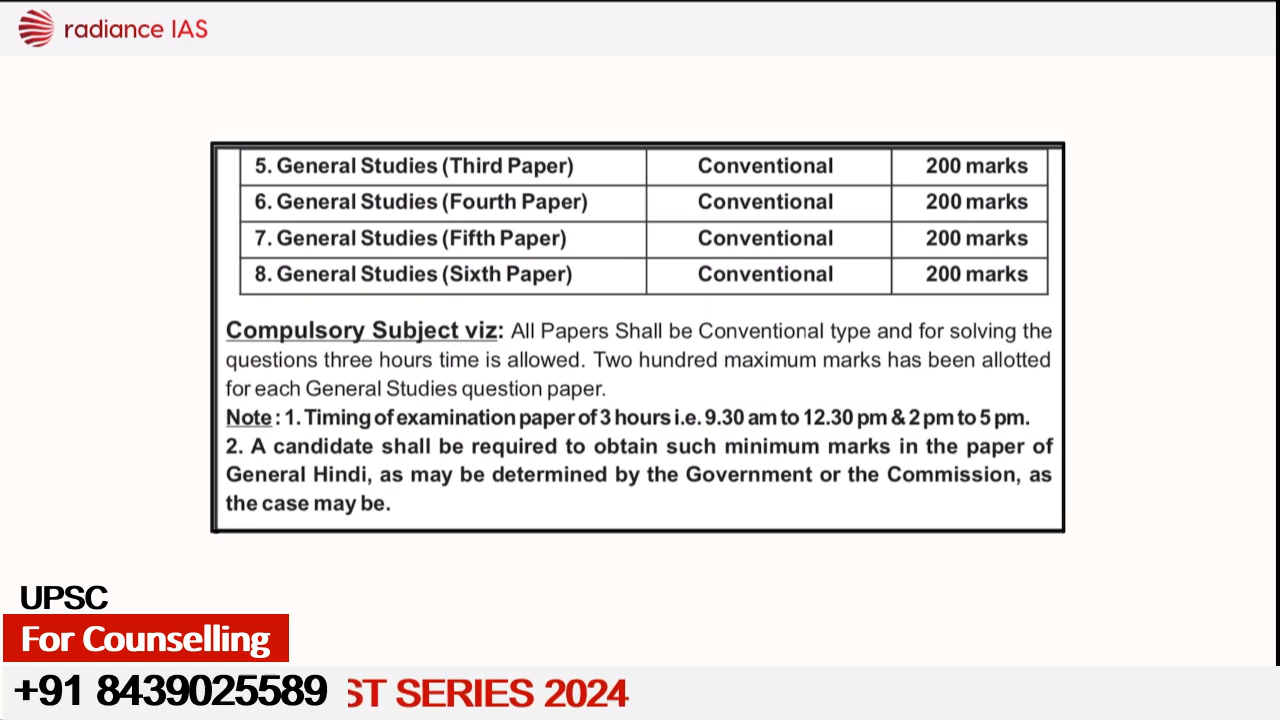 radiance IAS
5. General Studies (Third Paper) Conventional 200 marks
6. General Studies (Fourth Paper) Conventional 200 marks
7. General Studies (Fifth Paper) Conventional 200 marks
8. General Studies (Sixth Paper) Conventional 200 marks
Compulsory Subject viz: All Papers Shall be Conventional type and for solving the
questions three hours time is allowed. Two hundred maximum marks has been allotted
for each General Studies question paper.
Note : 1. Timing of examination paper of 3 hours i.e. 9.30 am to 12.30 pm & 2 pm to 5 pm.
2. A candidate shall be required to obtain such minimum marks in the paper of
General Hindi, as may be determined by the Government or the Commission, as
the case may be.
UPSC
For Counselling
+91 8439025589 ST SERIES 2024